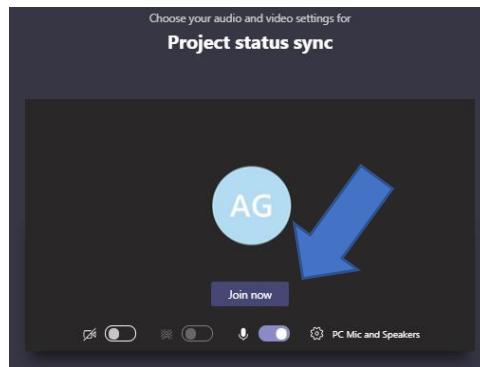 Choose your audio and video settings for
Project status sync
AG
Join now
PC Mic and Speakers